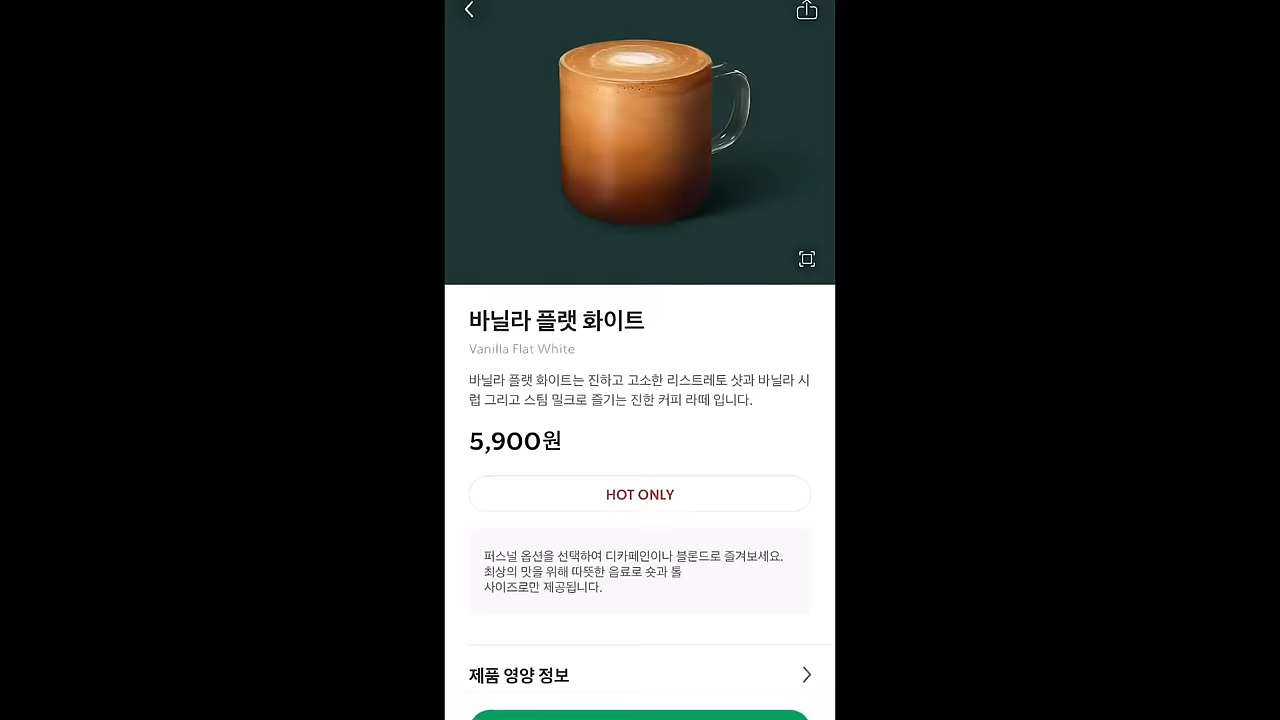 바닐라 플랫 화이트
Vanilla Flat White
바닐라 플랫 화이트는 진하고 고소한 리스트레토 샷과 바닐라 시
럽 그리고 스팀 밀크로 즐기는 진한 커피 라떼 입니다.
5,900원
HOT ONLY
퍼스널 옵션을 선택하여 디카페인이나 블론드로 즐겨보세요.
최상의 맛을 위해 따뜻한 음료로 숏과 톨
사이즈로만 제공됩니다.
제품 영양 정보